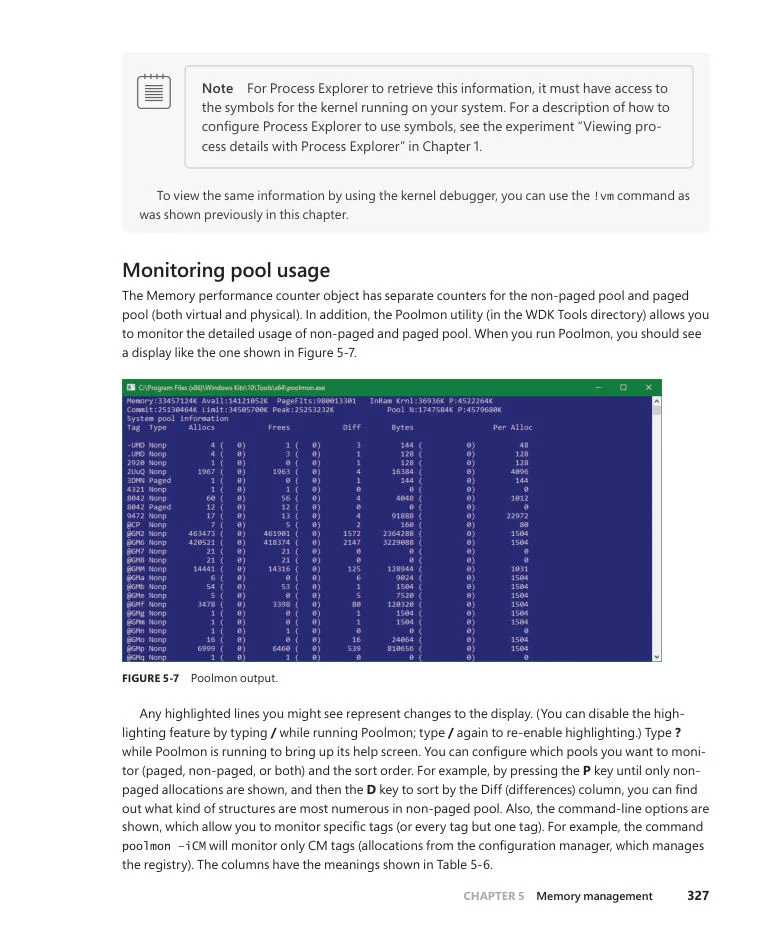 Note For Process Explorer to retrieve this information, it must have access to
the symbols for the kernel running on your system. For a description of how to
configure Process Explorer to use symbols, see the experiment “Viewing pro-
cess details with Process Explorer” in Chapter 1.
To view the same information by using the kernel debugger, you can use the !vm command as
was shown previously in this chapter.
Monitoring pool usage
The Memory performance counter object has separate counters for the non-paged pool and paged
pool (both virtual and physical). In addition, the Poolmon utility (in the WDK Tools directory) allows you
to monitor the detailed usage of non-paged and paged pool. When you run Poolmon, you should see
a display like the one shown in Figure 5-7.
C:\Program Files (x86)\Windows Kits\10\Tools\x64\poolmon.exe
Memory:33457124K Avail:14121052K PageFlts:980013301 InRam Krnl:36936K P:4522264K
Commit:25130464K Limit:34505700K Peak:25253232K Pool N:1747584K P:4579680K
System pool information
Tag Type Allocs Frees Diff Bytes Per Alloc
-UMD Nonp 4 ( 0) 1 ( 0) 3 144 ( 0) 48
.UMD Nonp 4 ( 0) 3 ( 0) 1 128 ( 0) 128
2920 Nonp 1 ( 0) 0 ( 0) 1 128 ( 0) 128
2UuQ Nonp 1967 ( 0) 1963 ( 0) 4 16384 ( 0) 4096
3DMN Paged 1 ( 0) 0 ( 0) 1 144 ( 0) 144
4321 Nonp 1 ( 0) 1 ( 0) 0 0 ( 0) 0
8042 Nonp 60 ( 0) 56 ( 0) 4 4048 ( 0) 1012
8042 Paged 12 ( 0) 12 ( 0) 0 0 ( 0) 0
9472 Nonp 17 ( 0) 13 ( 0) 4 91888 ( 0) 22972
@CP Nonp 7 ( 0) 5 ( 0) 2 160 ( 0) 80
@GM2 Nonp 463473 ( 0) 461901 ( 0) 1572 2364288 ( 0) 1504
@GM6 Nonp 420521 ( 0) 418374 ( 0) 2147 3229088 ( 0) 1504
@GM7 Nonp 21 ( 0) 21 ( 0) 0 0 ( 0) 0
@GM8 Nonp 21 ( 0) 21 ( 0) 0 0 ( 0) 0
@GMM Nonp 14441 ( 0) 14316 ( 0) 125 128944 ( 0) 1031
@GMa Nonp 6 ( 0) 0 ( 0) 6 9024 ( 0) 1504
@GMb Nonp 54 ( 0) 53 ( 0) 1 1504 ( 0) 1504
@GMe Nonp 5 ( 0) 0 ( 0) 5 7520 ( 0) 1504
@GMf Nonp 3478 ( 0) 3398 ( 0) 80 120320 ( 0) 1504
@GMg Nonp 1 ( 0) 0 ( 0) 1 1504 ( 0) 1504
@GMm Nonp 1 ( 0) 0 ( 0) 1 1504 ( 0) 1504
@GMn Nonp 1 ( 0) 1 ( 0) 0 0 ( 0) 0
@GMo Nonp 16 ( 0) 0 ( 0) 16 24064 ( 0) 1504
@GMp Nonp 6999 ( 0) 6460 ( 0) 539 810656 ( 0) 1504
@GMq Nonp 1 ( 0) 1 ( 0) 0 0 ( 0) 0
FIGURE 5-7 Poolmon output.
Any highlighted lines you might see represent changes to the display. (You can disable the high-
lighting feature by typing / while running Poolmon; type / again to re-enable highlighting.) Type ?
while Poolmon is running to bring up its help screen. You can configure which pools you want to moni-
tor (paged, non-paged, or both) and the sort order. For example, by pressing the P key until only non-
paged allocations are shown, and then the D key to sort by the Diff (differences) column, you can find
out what kind of structures are most numerous in non-paged pool. Also, the command-line options are
shown, which allow you to monitor specific tags (or every tag but one tag). For example, the command
poolmon –iCM will monitor only CM tags (allocations from the configuration manager, which manages
the registry). The columns have the meanings shown in Table 5-6.
CHAPTER 5 Memory management 327